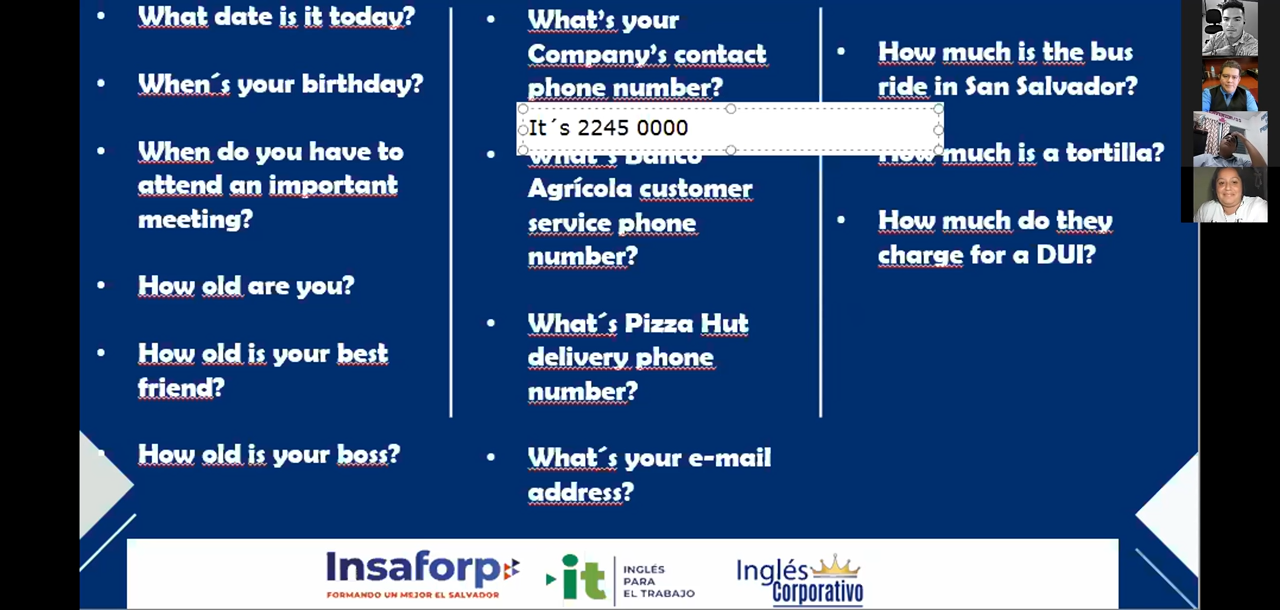 What date is it today?
When´s your birthday?
When do you have to
attend an important
meeting?
How old are you?
How old is your best
friend?
How old is your boss?
What's your
Company's contact
phone number?
It´s 2245 0000
What´s Banco
Agrícola customer
service phone
number?
What´s Pizza Hut
delivery phone
number?
What´s your e-mail
address?
How much is the bus
ride in San Salvador?
How much is a tortilla?
How much do they
charge for a DUI?
Insaforp
FORMANDO UN MEJOR EL SALVADOR
it
INGLÉS
PARA
EL TRABAJO
Inglés
Corporativo